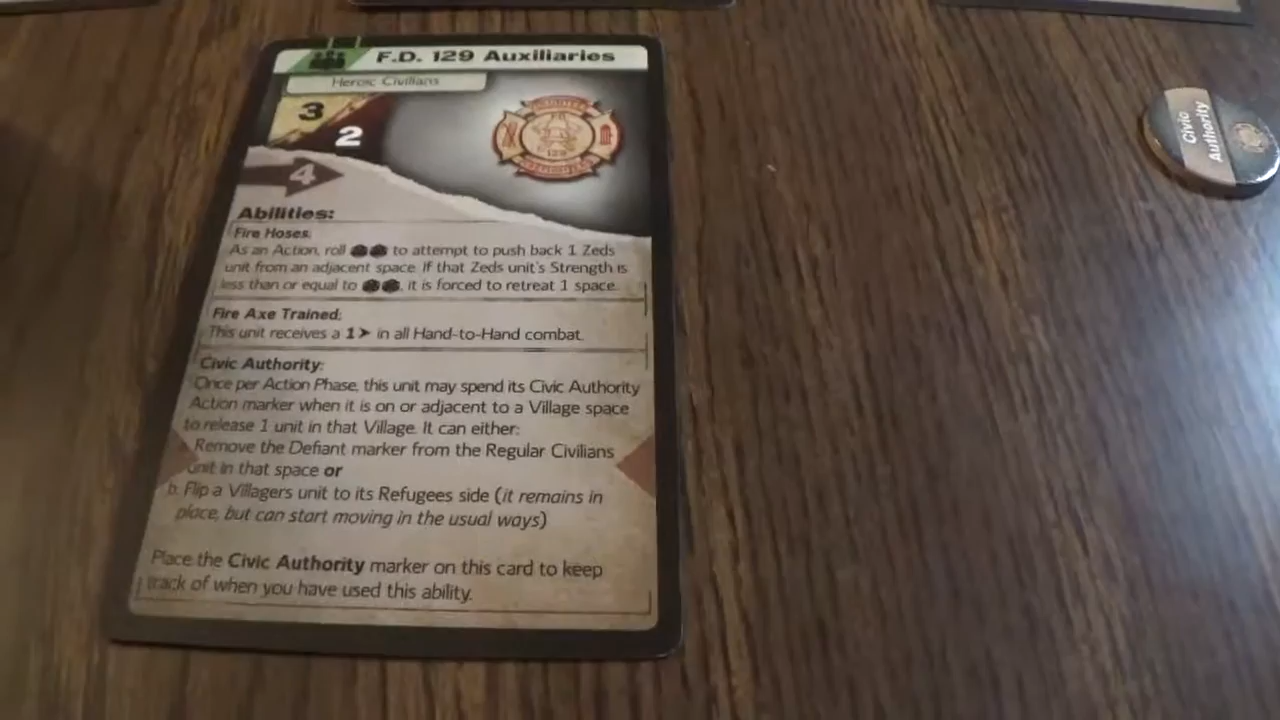 F.D. 129 Auxiliaries
Heroic Civilians
3
2
4
Abilities:
Fire Hoses:
As an Action, roll to attempt to push back 1 Zeds
unit from an adjacent space. If that Zeds unit's Strength is
less than or equal to , it is forced to retreat 1 space.
Fire Axe Trained:
This unit receives a 1 in all Hand-to-Hand combat.
Civic Authority:
Once per Action Phase, this unit may spend its Civic Authority
Action marker when it is on or adjacent to a Village space
to release 1 unit in that Village. It can either:
Remove the Defiant marker from the Regular Civilians
unit in that space or
b. Flip a Villagers unit to its Refugees side (it remains in
place, but can start moving in the usual ways)
Place the Civic Authority marker on this card to keep
track of when you have used this ability.
Civic
Authority